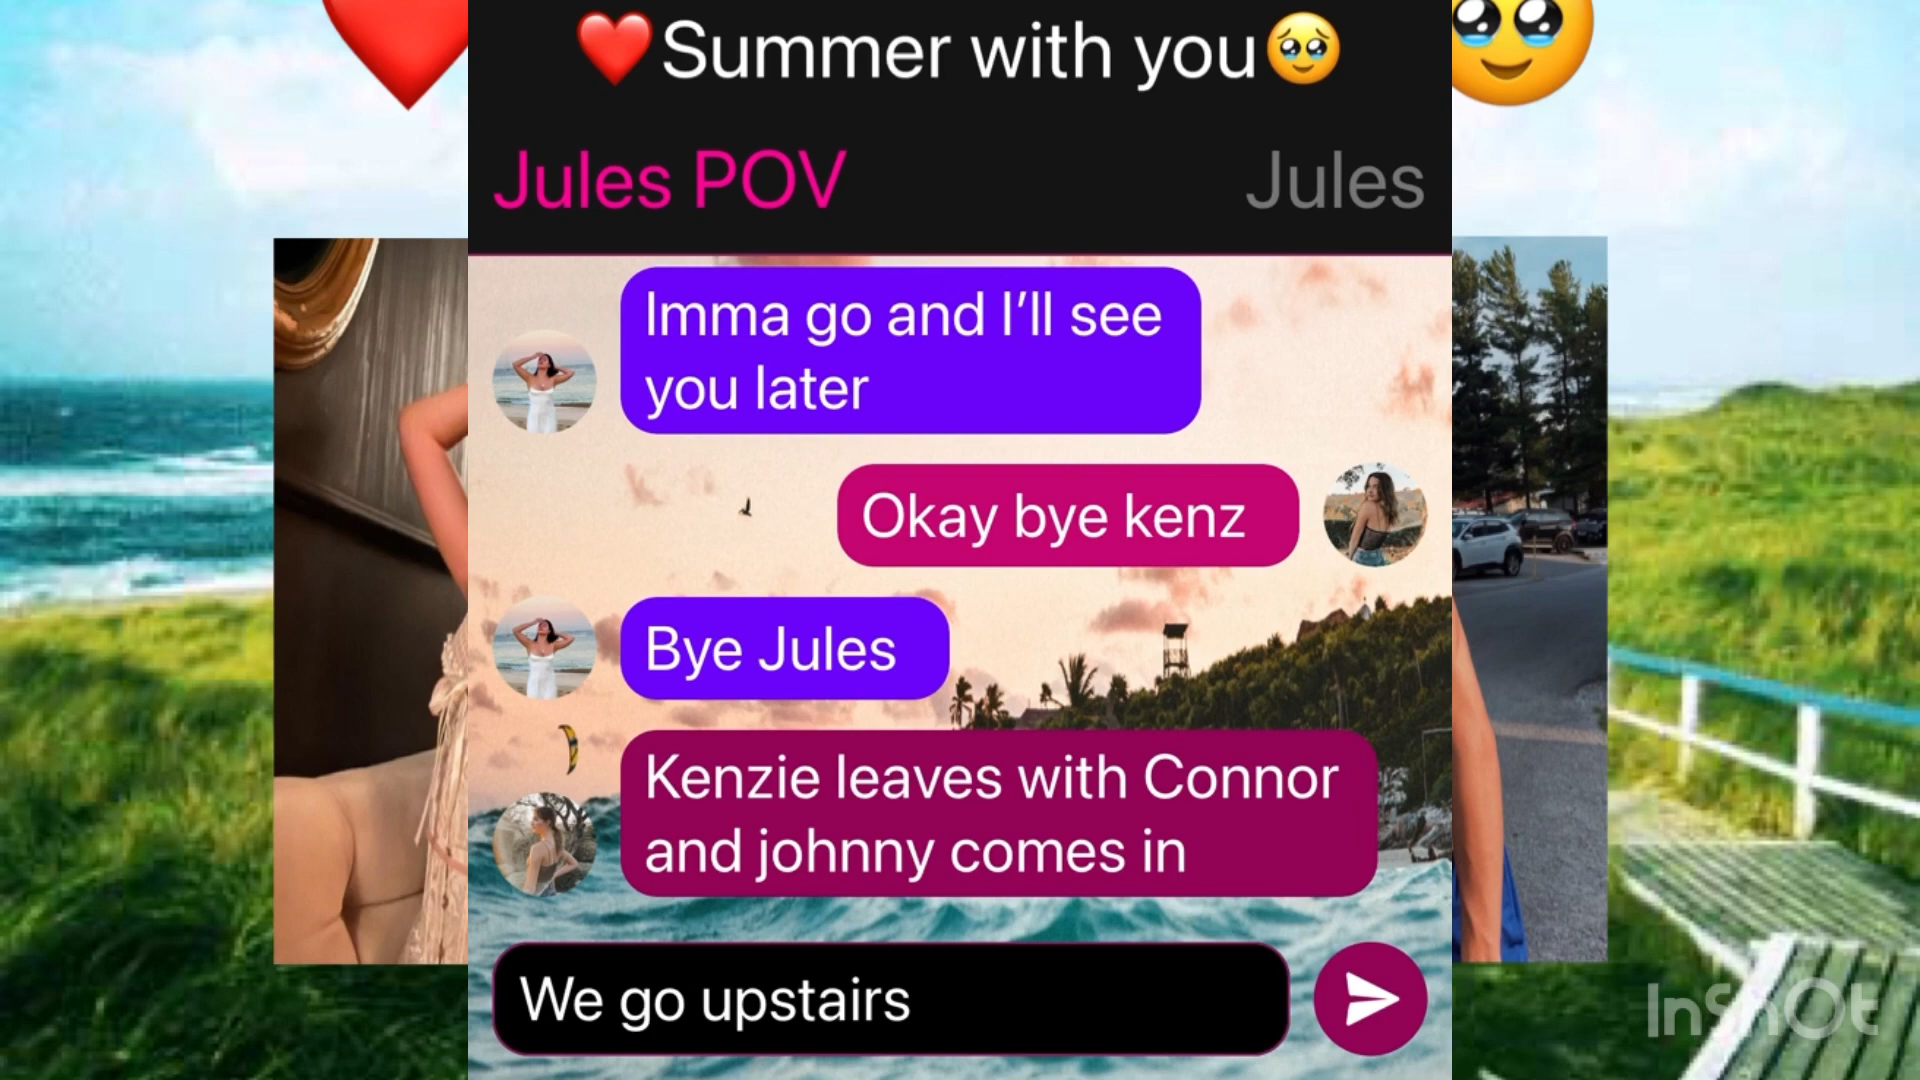 ❤️Summer with you🥹
Jules POV
Jules
Imma go and I’ll see
you later
Okay bye kenz
Bye Jules
Kenzie leaves with Connor
and johnny comes in
We go upstairs
InShOt